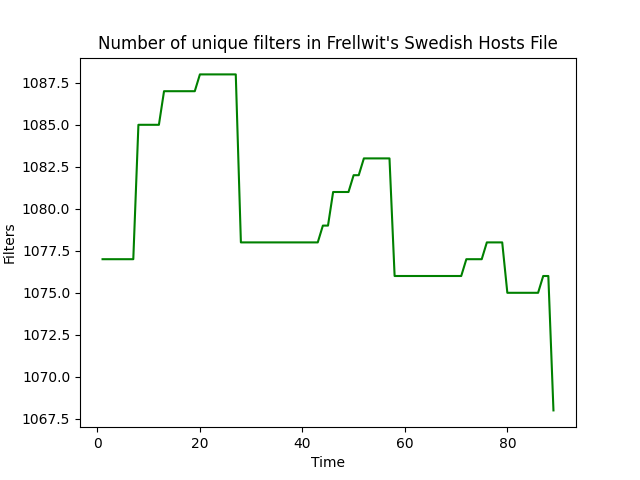 Number of unique filters in Frellwit's Swedish Hosts File
1087.5
1085.0
1082.5
1080.0
1077.5
1075.0
1072.5
1070.0
1067.5
Filters
0 20 40 60 80
Time